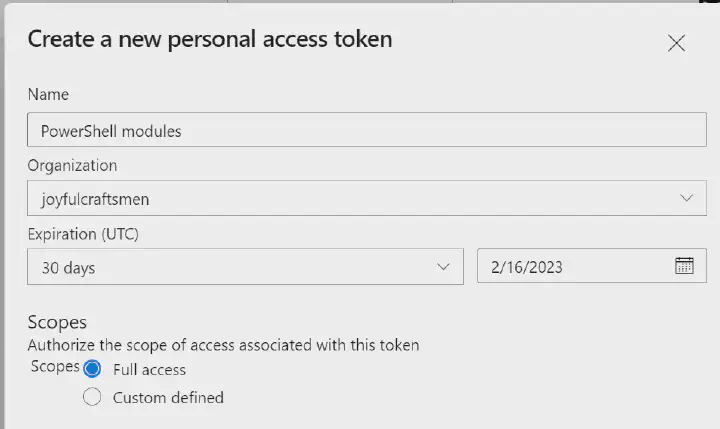 Create a new personal access token
Name
PowerShell modules
Organization
joyfulcraftsmen
Expiration (UTC)
30 days 2/16/2023
Scopes
Authorize the scope of access associated with this token
Scopes Full access
Custom defined